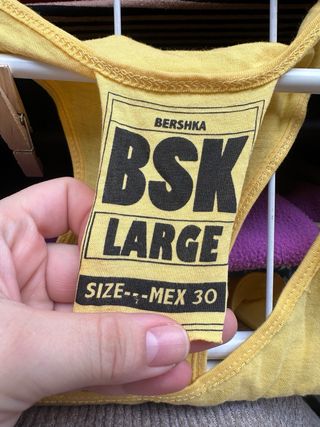 BERSHKA
BSK
LARGE
SIZE--,-MEX 30